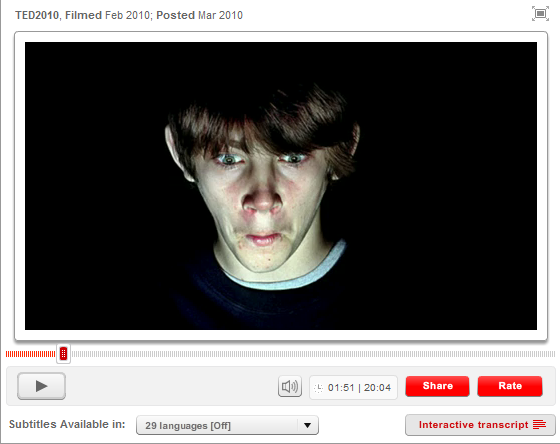 TED2010, Filmed Feb 2010; Posted Mar 2010
01:51 | 20:04
Share
Rate
Subtitles Available in:
29 languages [Off]
Interactive transcript